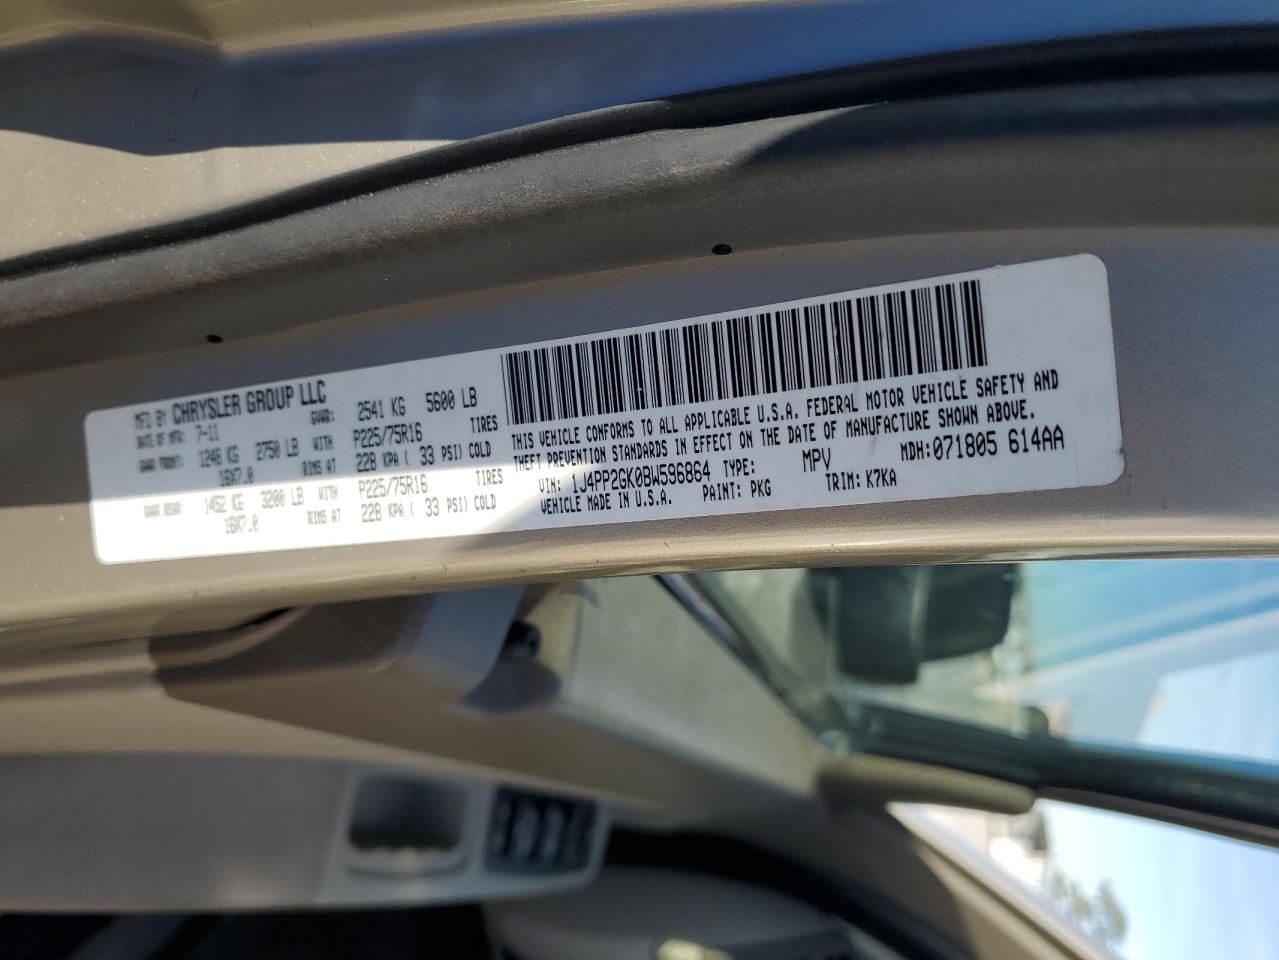 MFD BY CHRYSLER GROUP LLC
DATE OF MFR: 7-11 GVWR: 2541 KG 5600 LB
GAWR FRONT: 1248 KG 2750 LB WITH P225/75R16 TIRES
16X7.0 RIMS AT 228 KPA ( 33 PSI) COLD
GAWR REAR: 1452 KG 3200 LB WITH P225/75R16 TIRES
16X7.0 RIMS AT 228 KPA ( 33 PSI) COLD
THIS VEHICLE CONFORMS TO ALL APPLICABLE U.S.A. FEDERAL MOTOR VEHICLE SAFETY AND
THEFT PREVENTION STANDARDS IN EFFECT ON THE DATE OF MANUFACTURE SHOWN ABOVE.
VIN: 1J4PP2GK0BW596864 TYPE: MPV MDH: 071805 614AA
VEHICLE MADE IN U.S.A. PAINT: PKG TRIM: K7KA